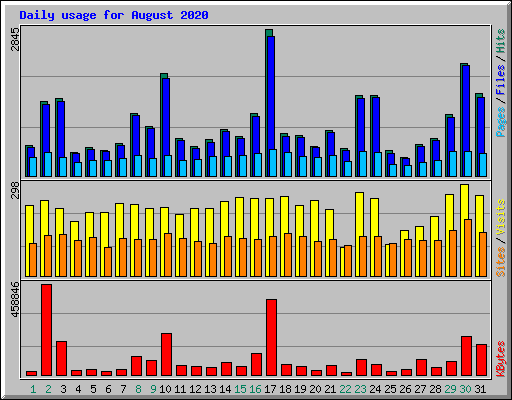 Daily usage for August 2020
2845
Pages / Files / Hits
298
Sites / Visits
458846
KBytes
1 2 3 4 5 6 7 8 9 10 11 12 13 14 15 16 17 18 19 20 21 22 23 24 25 26 27 28 29 30 31